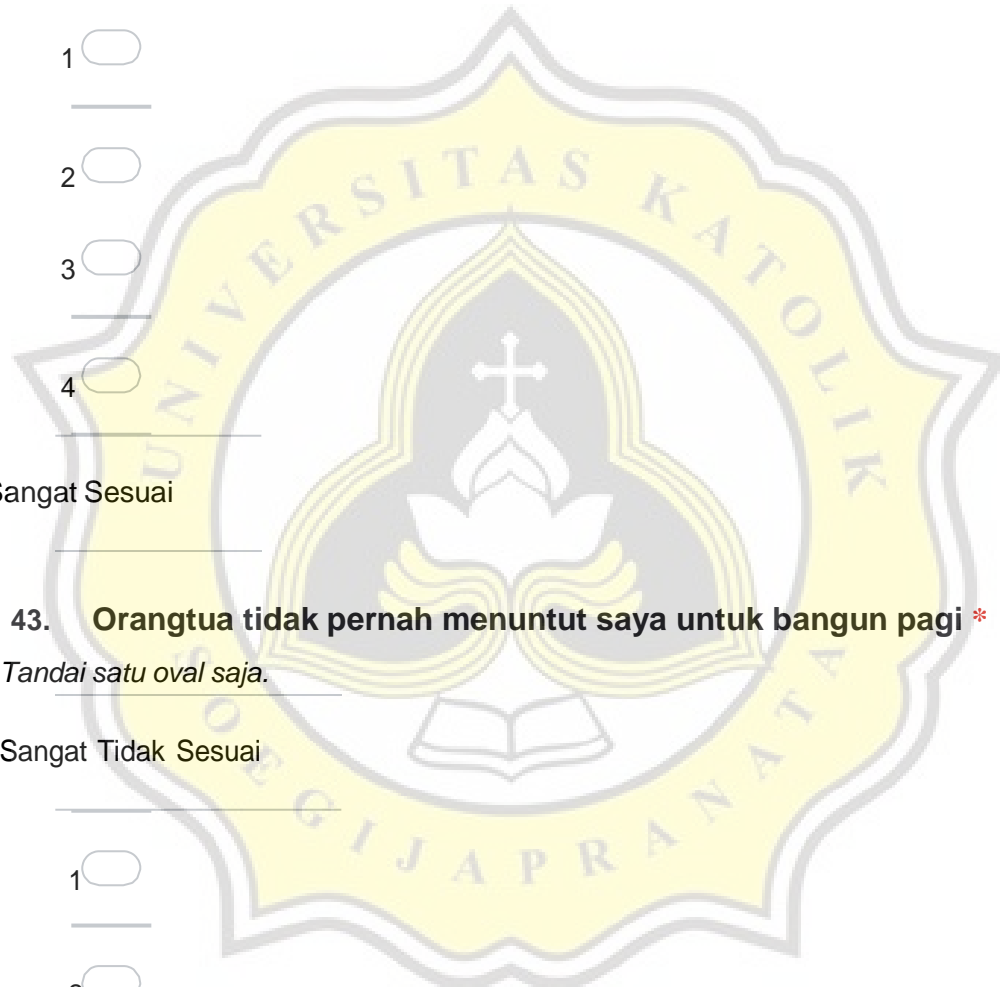 1
2
3
4
Sangat Sesuai
43. Orangtua tidak pernah menuntut saya untuk bangun pagi *
Tandai satu oval saja.
Sangat Tidak Sesuai
1
UNIVERSITAS KATOLIK
SOEGIJAPRANATA